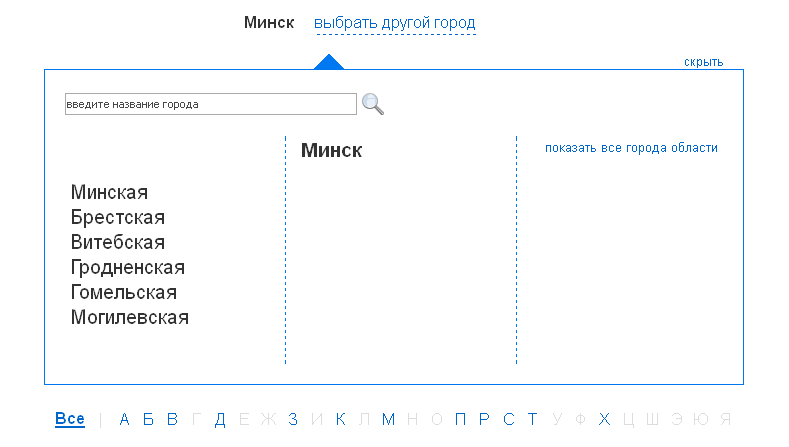 Минск выбрать другой город
скрыть
введите название города
Минск
показать все города области
Минская
Брестская
Витебская
Гродненская
Гомельская
Могилевская
Все | А Б В Г Д Е Ж З И К Л М Н О П Р С Т У Ф Х Ц Ш Э Ю Я